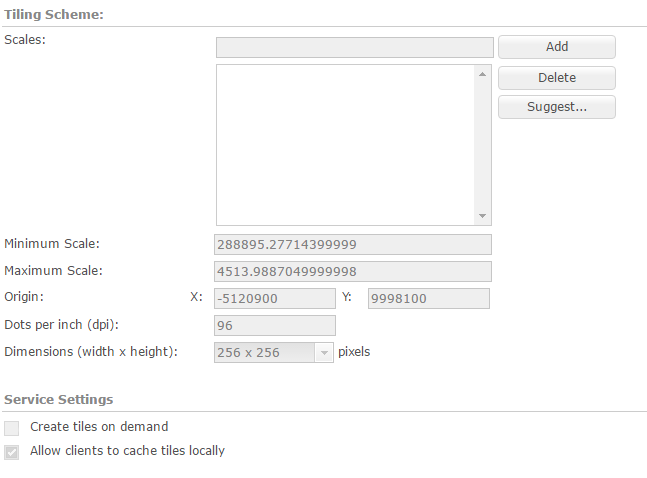 Tiling Scheme:
Scales:
Add
Delete
Suggest...
Minimum Scale: 288895.27714399999
Maximum Scale: 4513.9887049999998
Origin: X: -5120900 Y: 9998100
Dots per inch (dpi): 96
Dimensions (width x height): 256 x 256 pixels
Service Settings
Create tiles on demand
Allow clients to cache tiles locally